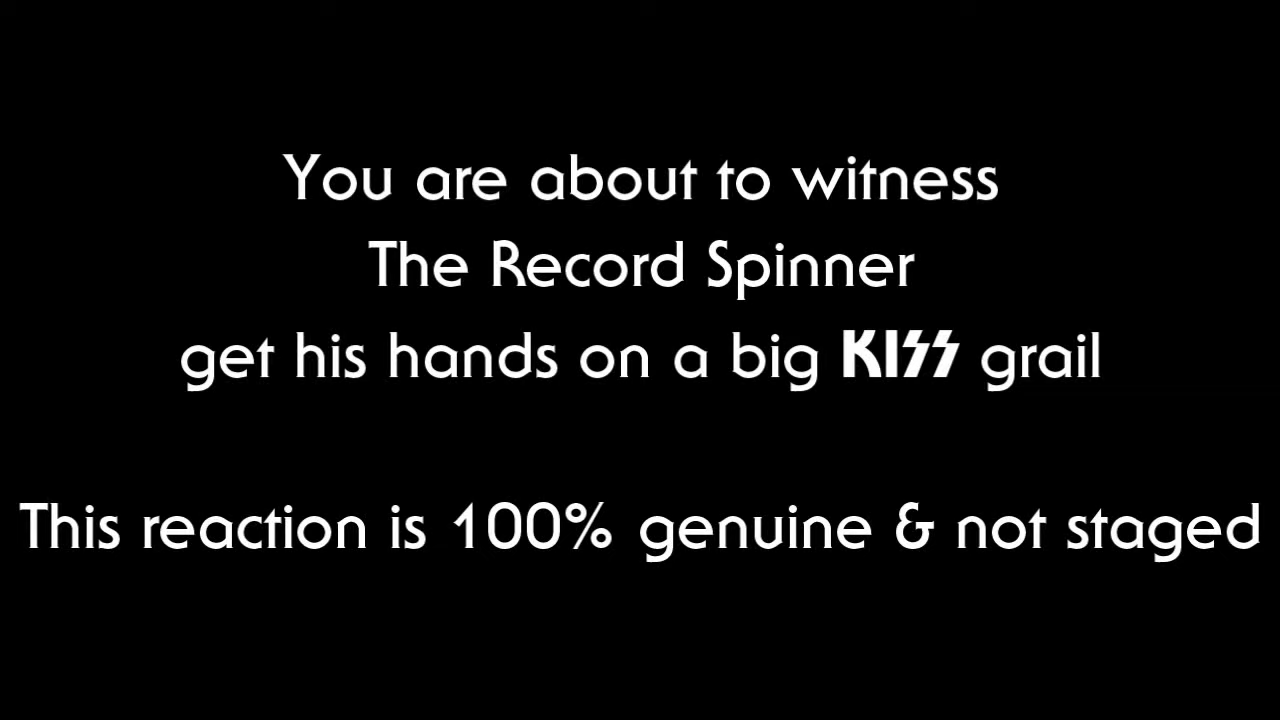 You are about to witness
The Record Spinner
get his hands on a big KISS grail
This reaction is 100% genuine & not staged